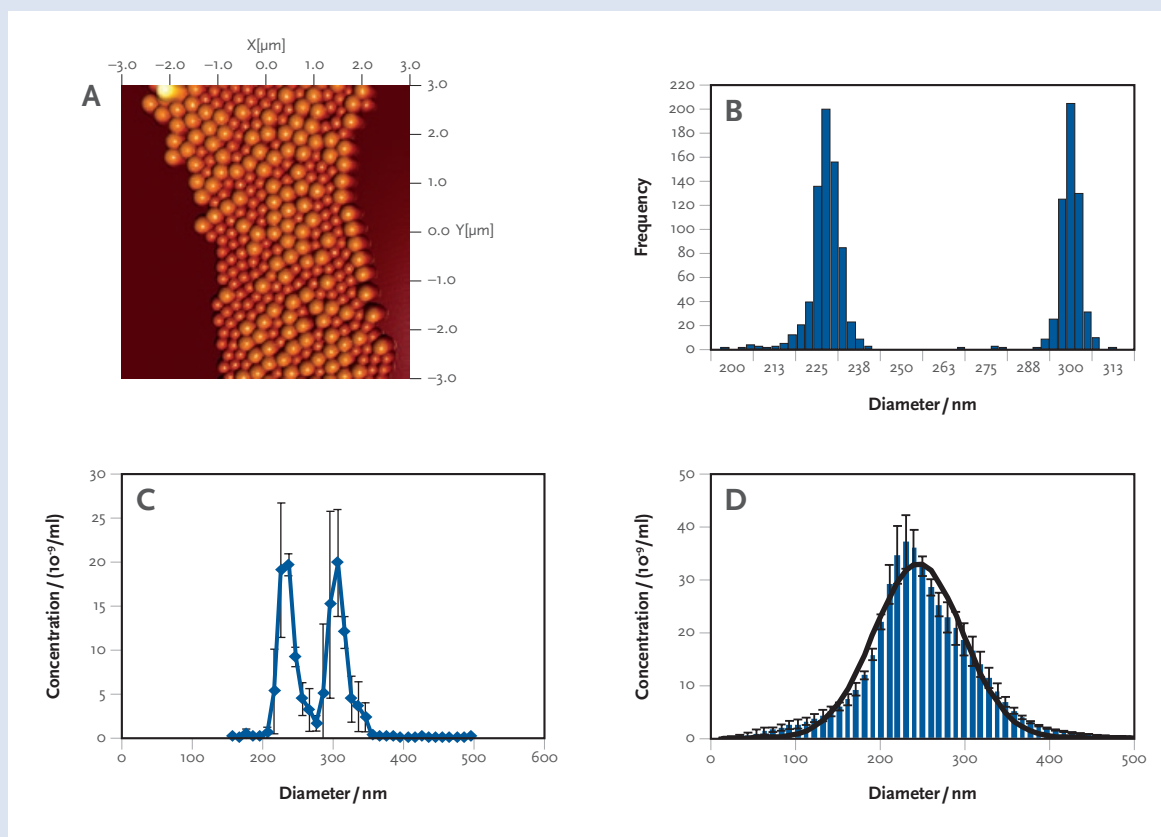 A
X[µm]
−3.0 −2.0 −1.0 0.0 1.0 2.0 3.0
3.0
2.0
1.0
0.0 Y[µm]
−1.0
−2.0
−3.0
B
Frequency
220
200
180
160
140
120
100
80
60
40
20
0
200 213 225 238 250 263 275 288 300 313
Diameter / nm
C
Concentration / (10⁻⁹/ml)
30
25
20
15
10
5
0
0 100 200 300 400 500 600
Diameter / nm
D
Concentration / (10⁻⁹/ml)
50
40
30
20
10
0
0 100 200 300 400 500
Diameter / nm